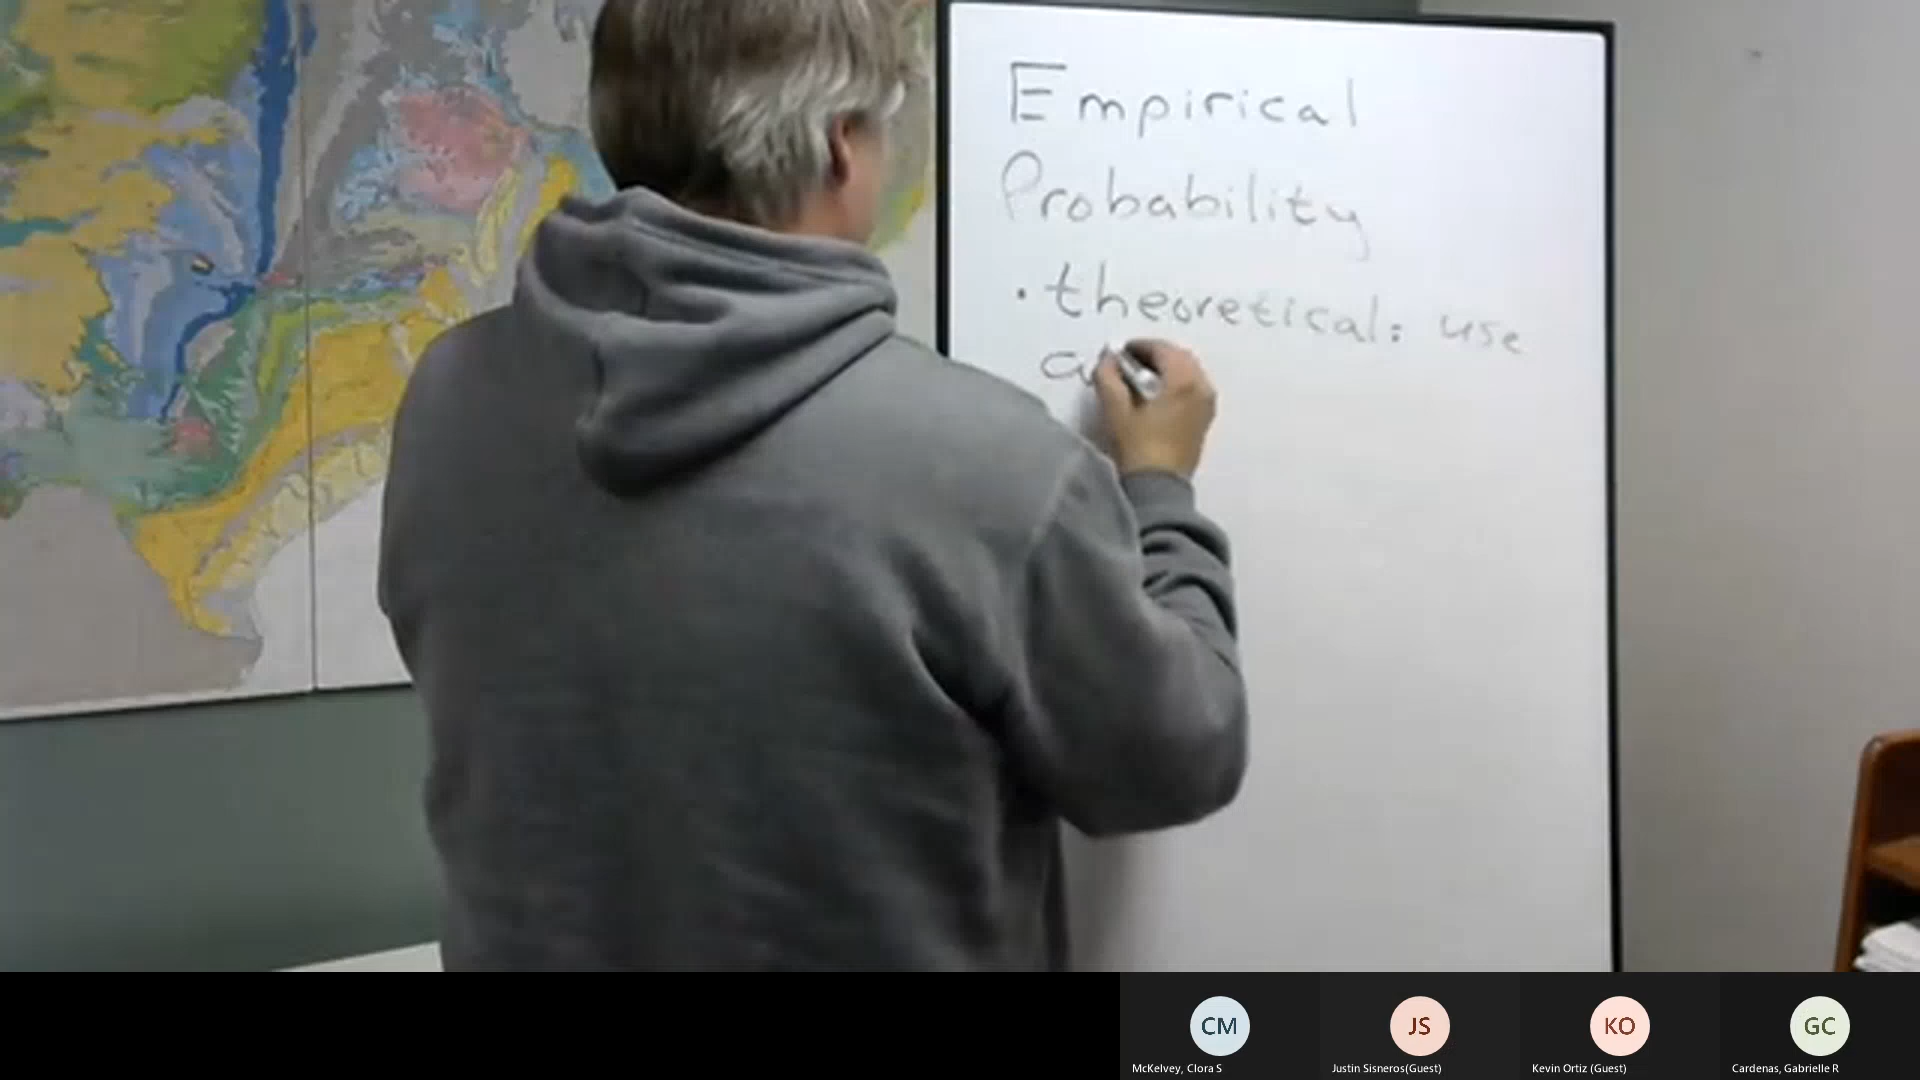 Empirical
Probability
· theoretical: use
CM
JS
KO
GC
McKelvey, Clora S
Justin Sisneros(Guest)
Kevin Ortiz (Guest)
Cardenas, Gabrielle R